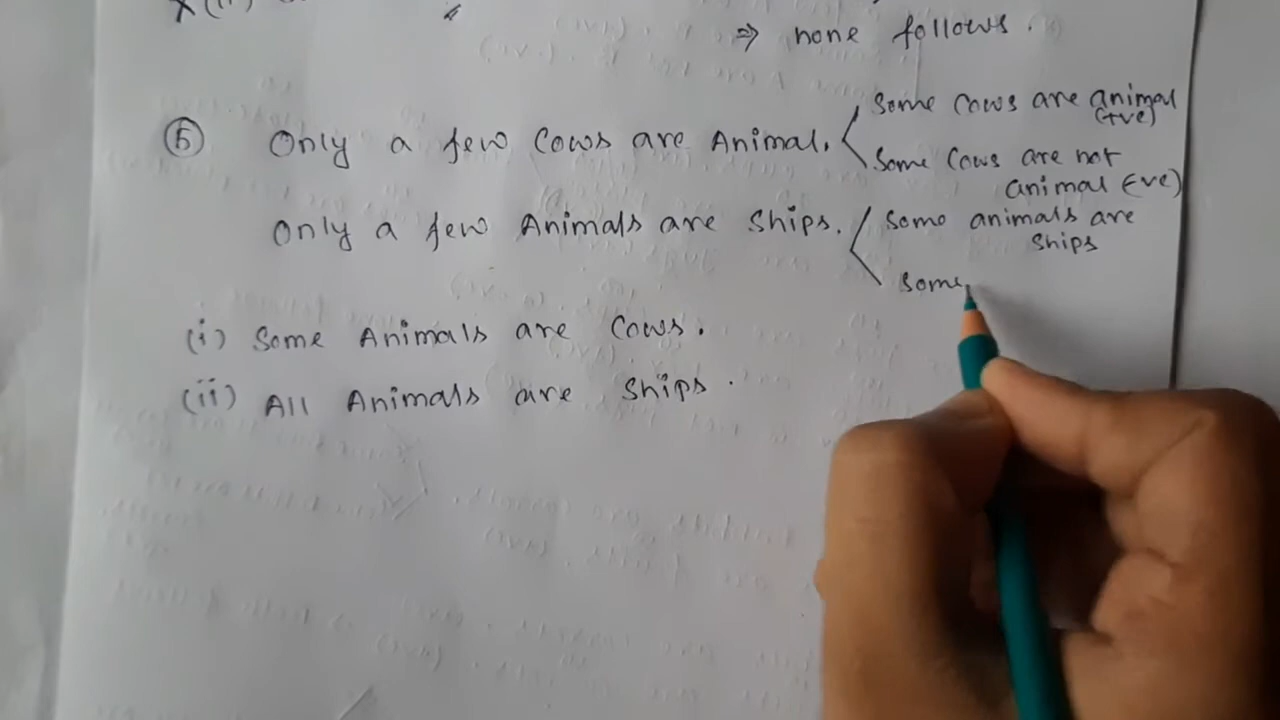 ⇒ none follows.
⑤ Only a few Cows are Animal. Some Cows are animal (+ve)
Some Cows are not animal (-ve)
Only a few Animals are Ships. Some animals are Ships
Some
(i) Some Animals are Cows.
(ii) All Animals are Ships.